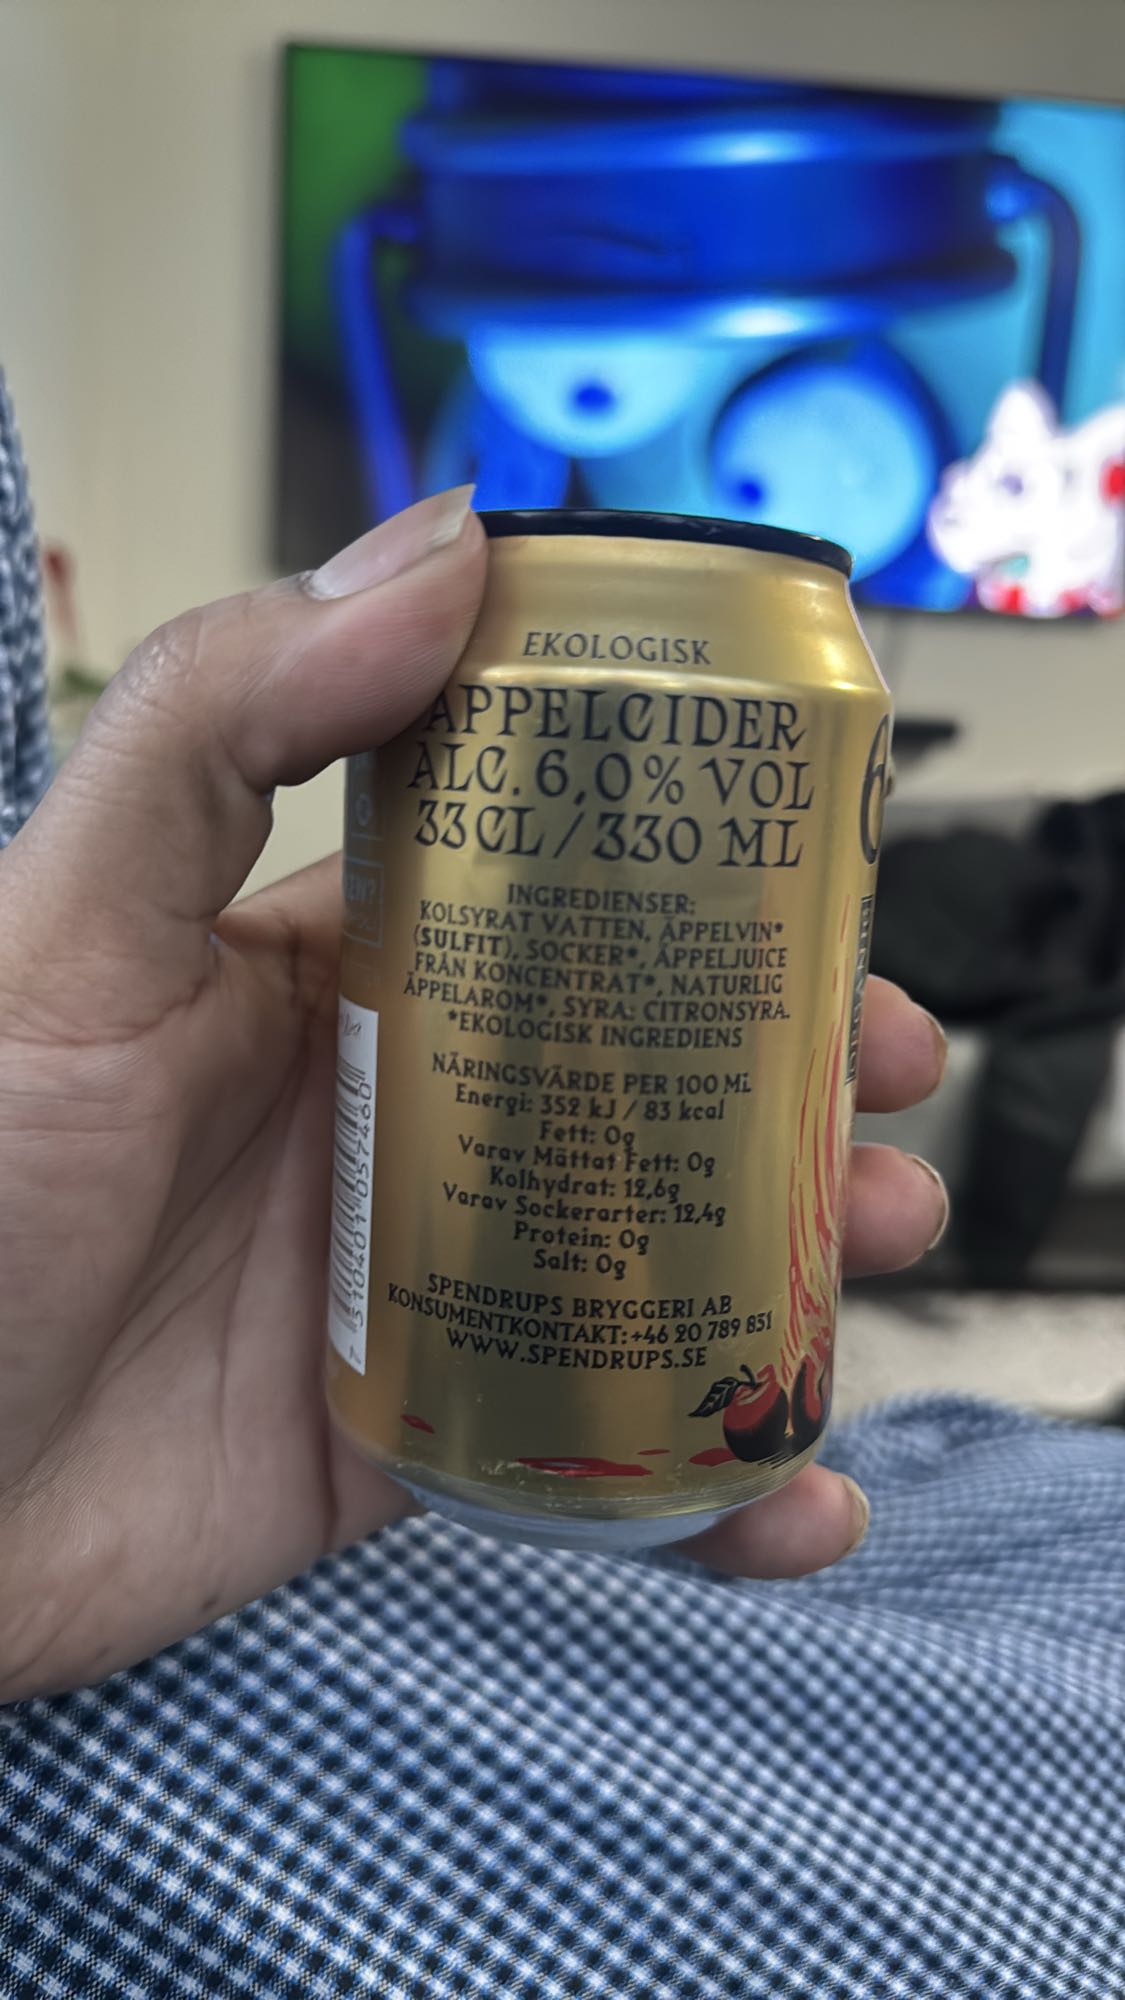 EKOLOGISK
ÄPPELCIDER
ALC. 6,0% VOL
33 CL / 330 ML
INGREDIENSER:
KOLSYRAT VATTEN, ÄPPELVIN*
(SULFIT), SOCKER*, ÄPPELJUICE
FRÅN KONCENTRAT*, NATURLIG
ÄPPELAROM*, SYRA: CITRONSYRA.
*EKOLOGISK INGREDIENS
NÄRINGSVÄRDE PER 100 ML
Energi: 352 kJ / 83 kcal
Fett: 0g
Varav Mättat Fett: 0g
Kolhydrat: 12,6g
Varav Sockerarter: 12,4g
Protein: 0g
Salt: 0g
SPENDRUPS BRYGGERI AB
KONSUMENTKONTAKT: +46 20 789 831
WWW.SPENDRUPS.SE
ORGANIC
310401 057460